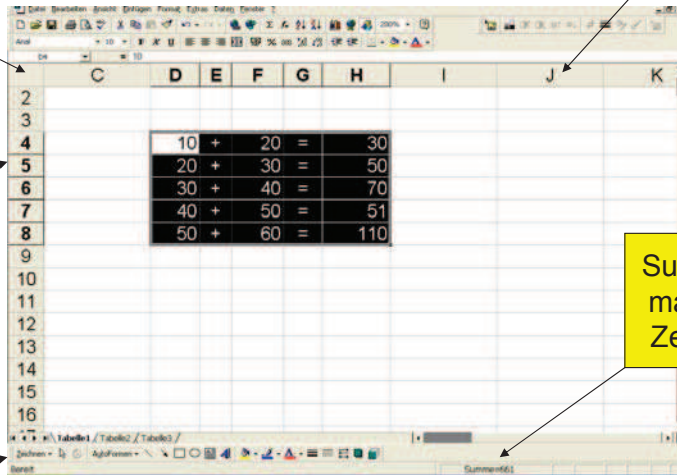 Datei Bearbeiten Ansicht Einfügen Format Extras Daten Fenster ?
200%
Arial 10 F K U
D4 = 10
C D E F G H I J K
2
3
4 10 + 20 = 30
5 20 + 30 = 50
6 30 + 40 = 70
7 40 + 50 = 51
8 50 + 60 = 110
9
10
11
12
13
14
15
16
Su
ma
Ze
Tabelle1 / Tabelle2 / Tabelle3 /
Zeichnen AutoFormen
Bereit Summe=661